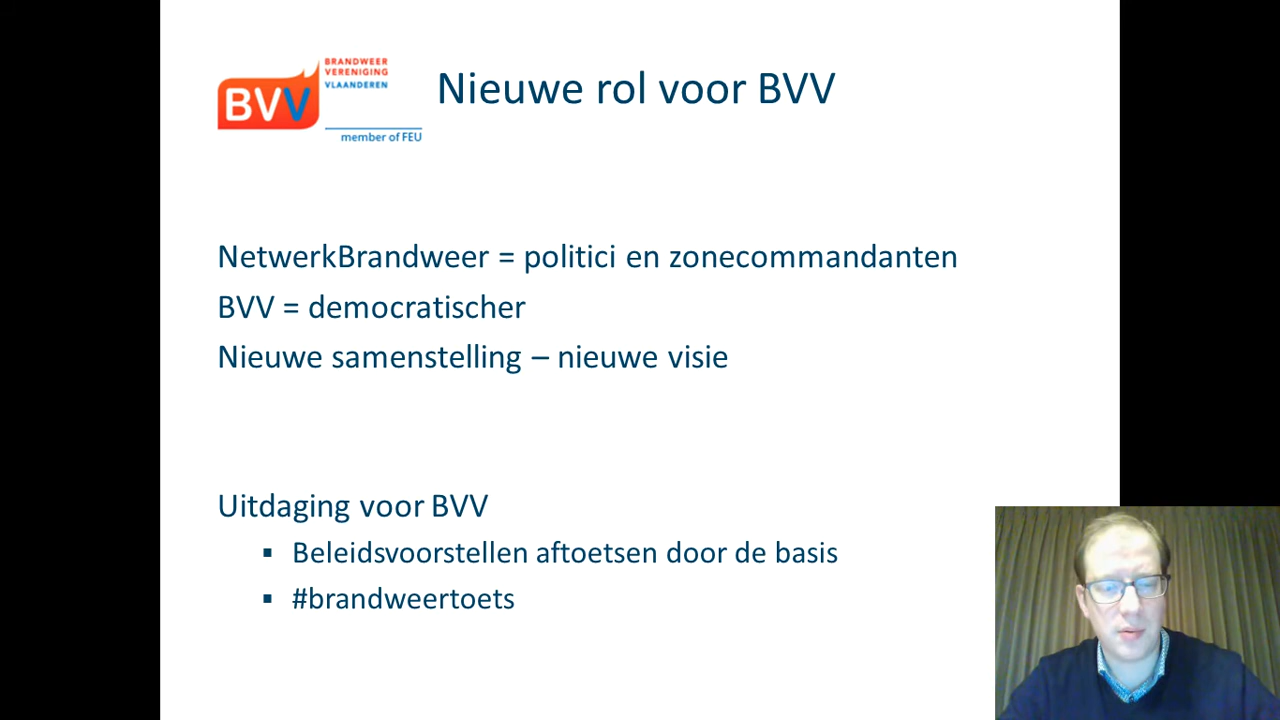 BRANDWEER
VERENIGING
VLAANDEREN
BVV
member of FEU
Nieuwe rol voor BVV
NetwerkBrandweer = politici en zonecommandanten
BVV = democratischer
Nieuwe samenstelling – nieuwe visie
Uitdaging voor BVV
▪ Beleidsvoorstellen aftoetsen door de basis
▪ #brandweertoets